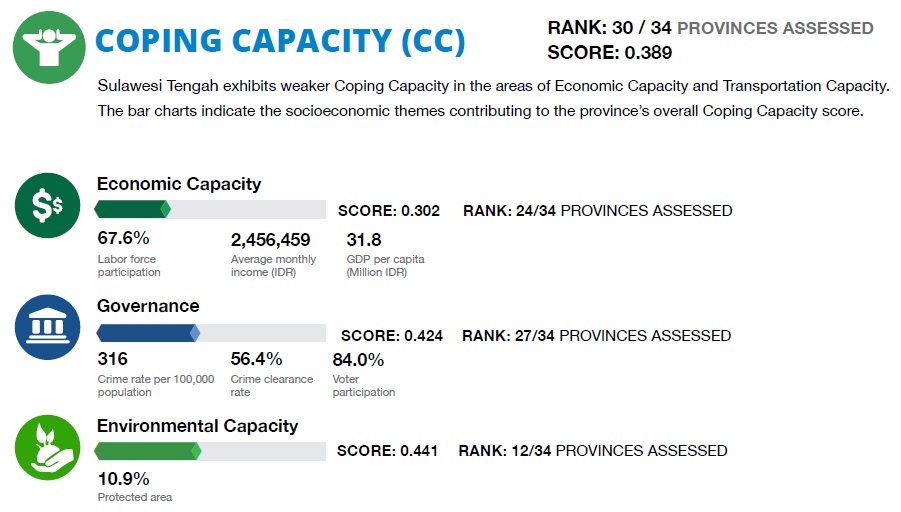 COPING CAPACITY (CC)
RANK: 30 / 34 PROVINCES ASSESSED
SCORE: 0.389
Sulawesi Tengah exhibits weaker Coping Capacity in the areas of Economic Capacity and Transportation Capacity.
The bar charts indicate the socioeconomic themes contributing to the province's overall Coping Capacity score.
$$
Economic Capacity
SCORE: 0.302 RANK: 24/34 PROVINCES ASSESSED
67.6% 2,456,459 31.8
Labor force Average monthly GDP per capita
participation income (IDR) (Million IDR)
Governance
SCORE: 0.424 RANK: 27/34 PROVINCES ASSESSED
316 56.4% 84.0%
Crime rate per 100,000 Crime clearance Voter
population rate participation
Environmental Capacity
SCORE: 0.441 RANK: 12/34 PROVINCES ASSESSED
10.9%
Protected area